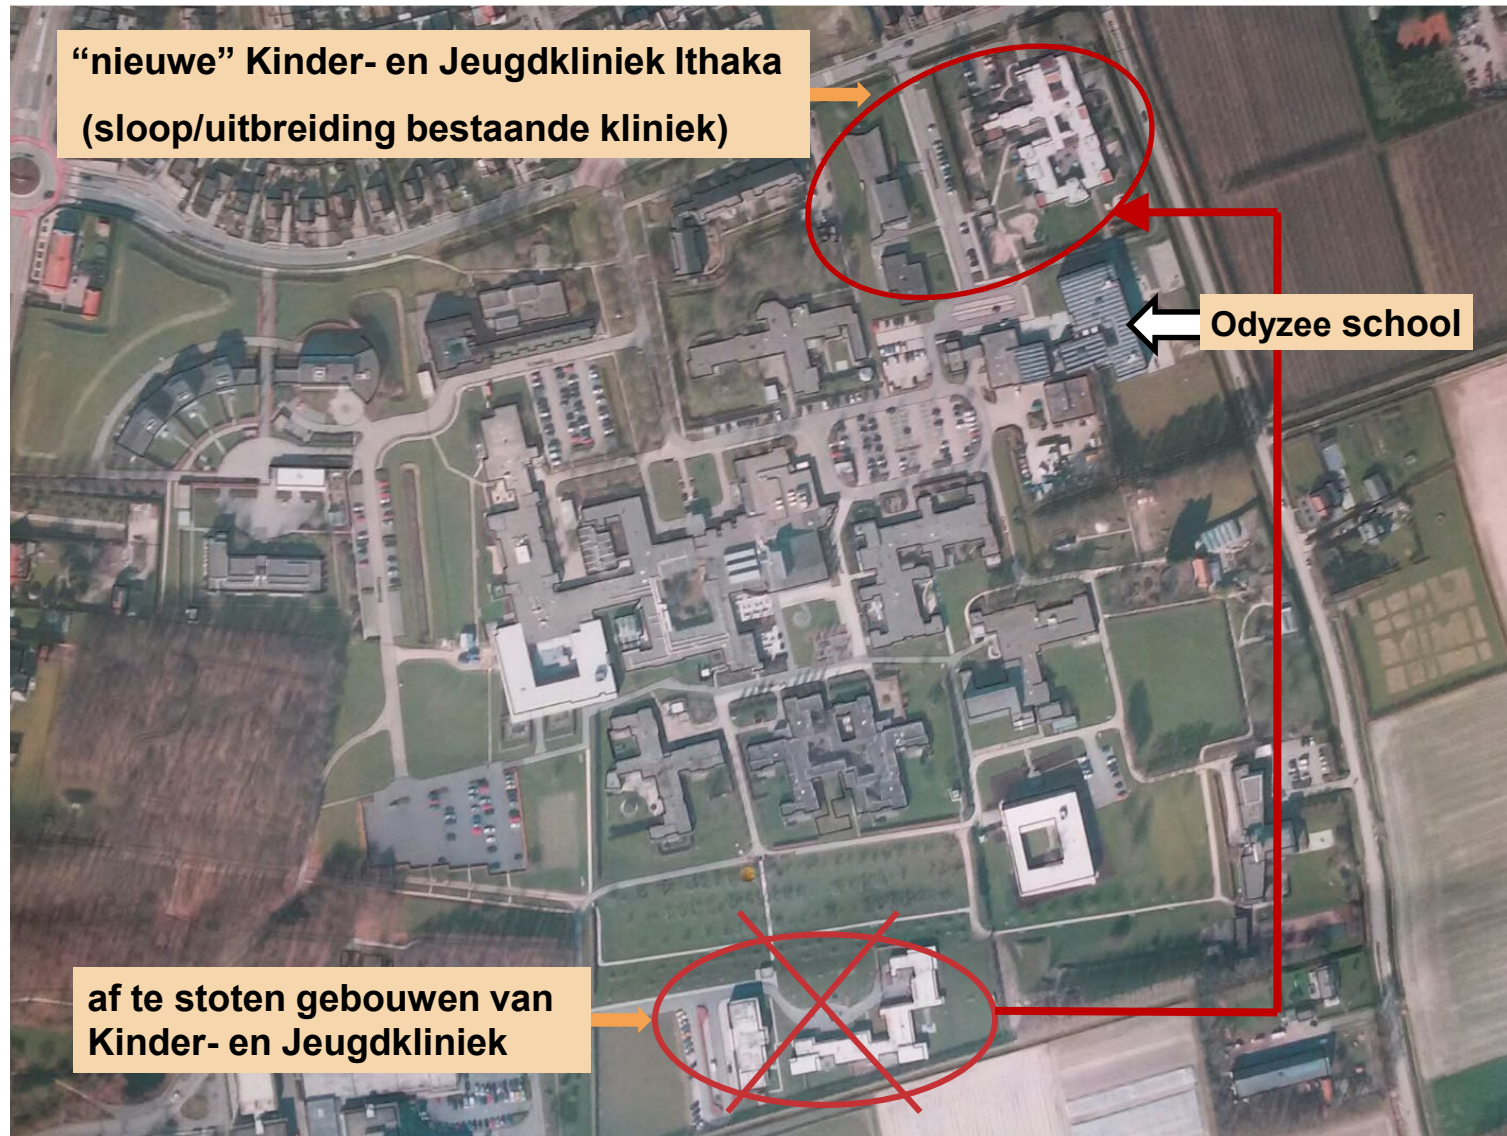 “nieuwe” Kinder- en Jeugdkliniek Ithaka
(sloop/uitbreiding bestaande kliniek)
Odyzee school
af te stoten gebouwen van
Kinder- en Jeugdkliniek